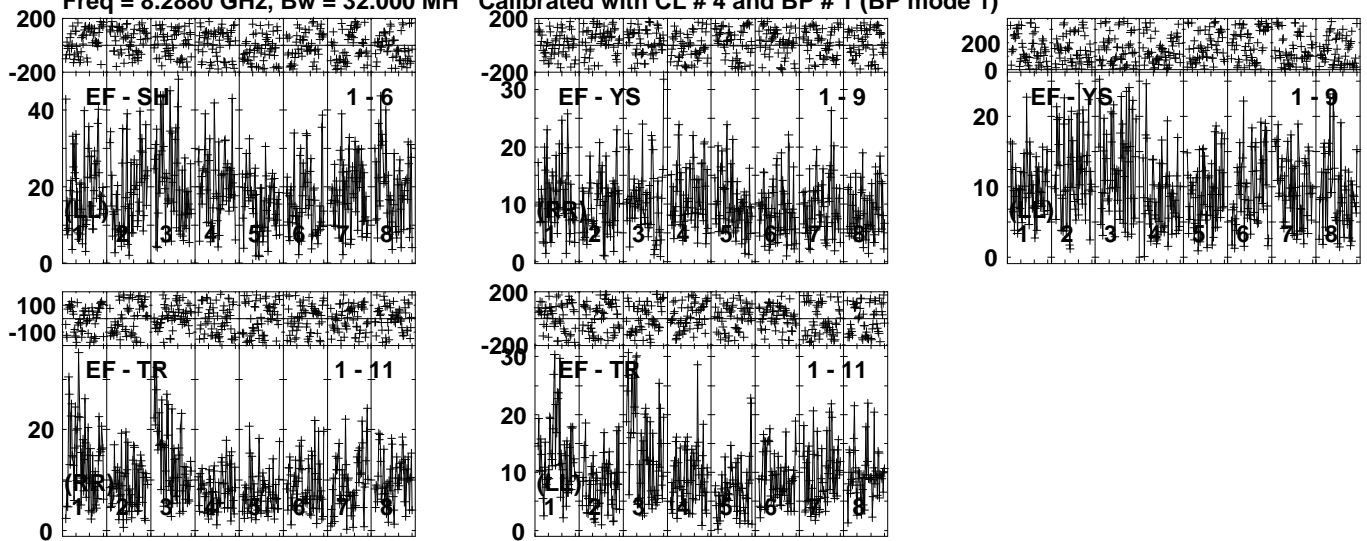 Freq = 8.2880 GHz, Bw = 32.000 MH Calibrated with CL # 4 and BP # 1 (BP mode 1)
200
-200
EF - SH 1 - 6
40
20
0
(LL)
1 2 3 4 5 6 7 8
200
-200
EF - YS 1 - 9
30
20
10
0
(RR)
1 2 3 4 5 6 7 8
200
0
EF - YS 1 - 9
20
10
0
(LL)
1 2 3 4 5 6 7 8
100
-100
EF - TR 1 - 11
20
0
(RR)
1 2 3 4 5 6 7 8
200
-200
EF - TR 1 - 11
30
20
10
0
(LL)
1 2 3 4 5 6 7 8